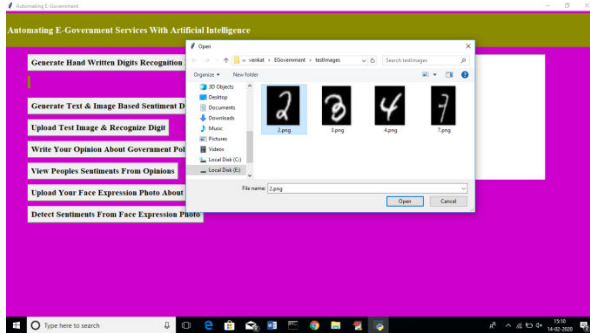 Automating E-Government
Automating E-Government Services With Artificial Intelligence
Generate Hand Written Digits Recognition
Generate Text & Image Based Sentiment D
Upload Test Image & Recognize Digit
Write Your Opinion About Government Pol
View Peoples Sentiments From Opinions
Upload Your Face Expression Photo About
Detect Sentiments From Face Expression Photo
Open
« venkat › EGovernment › testImages
Search testImages
Organize
New folder
3D Objects
Desktop
Documents
Downloads
Music
Pictures
Videos
Local Disk (C:)
Local Disk (E:)
2
3
4
7
2.png
3.png
4.png
7.png
File name:
2.png
Open
Cancel
Type here to search
15:10
14-02-2020